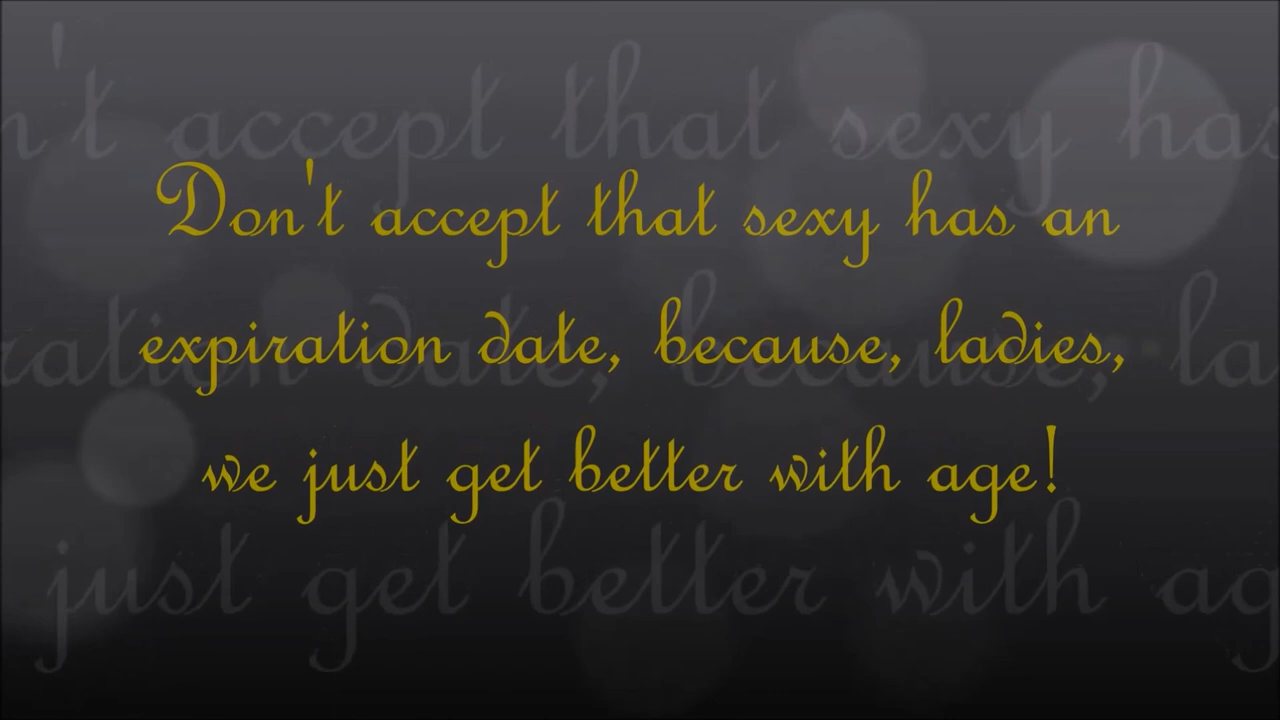 Don't accept that sexy has an
expiration date, because, ladies,
we just get better with age!